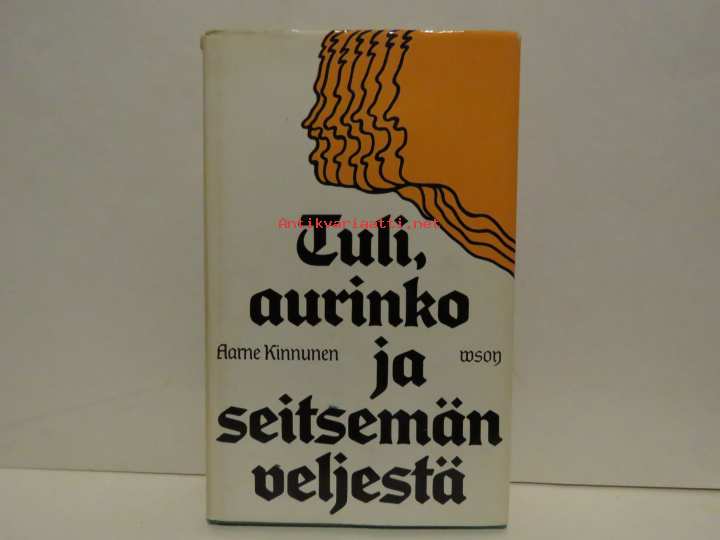 Antikvariaatti.net
Tuli,
aurinko
Aarne Kinnunen
ja
wsoy
seitsemän
veljestä